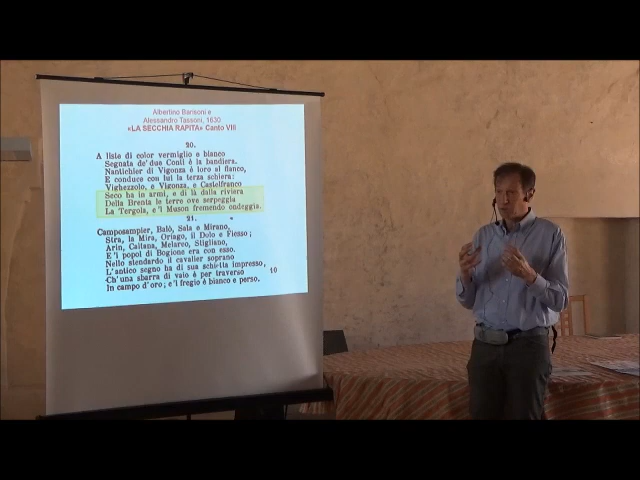 Albertino Barisoni e
Alessandro Tassoni, 1630
«LA SECCHIA RAPITA» Canto VIII
20.
A liste di color vermiglio e bianco
Segnata de' due Conti è la bandiera.
Nantichier di Vigonza è loro al fianco,
E conduce con lui la terza schiera:
Vighezzolo, e Vigonza, e Castelfranco
Seco ha in armi, e di là dalla riviera
Della Brenta le terre ove serpeggia
La Tergola, e 'l Muson fremendo ondeggia.
21.
Camposampier, Balò, Sala e Mirano,
Stra, la Mira, Oriago, il Dolo e Fiesso;
Arin, Caltana, Melareo, Stigliano,
E 'l popol di Bogione era con esso.
Nello stendardo il cavalier soprano
L'antico segno ha di sua schiatta impresso,
Ch'una sbarra di vaio è per traverso
10
In campo d'oro; e 'l fregio è bianco e perso.